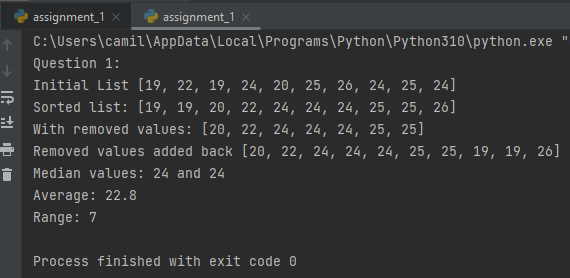 assignment_1 × assignment_1 ×
C:\Users\camil\AppData\Local\Programs\Python\Python310\python.exe "
Question 1:
Initial List [19, 22, 19, 24, 20, 25, 26, 24, 25, 24]
Sorted list: [19, 19, 20, 22, 24, 24, 24, 25, 25, 26]
With removed values: [20, 22, 24, 24, 24, 25, 25]
Removed values added back [20, 22, 24, 24, 24, 25, 25, 19, 19, 26]
Median values: 24 and 24
Average: 22.8
Range: 7
Process finished with exit code 0